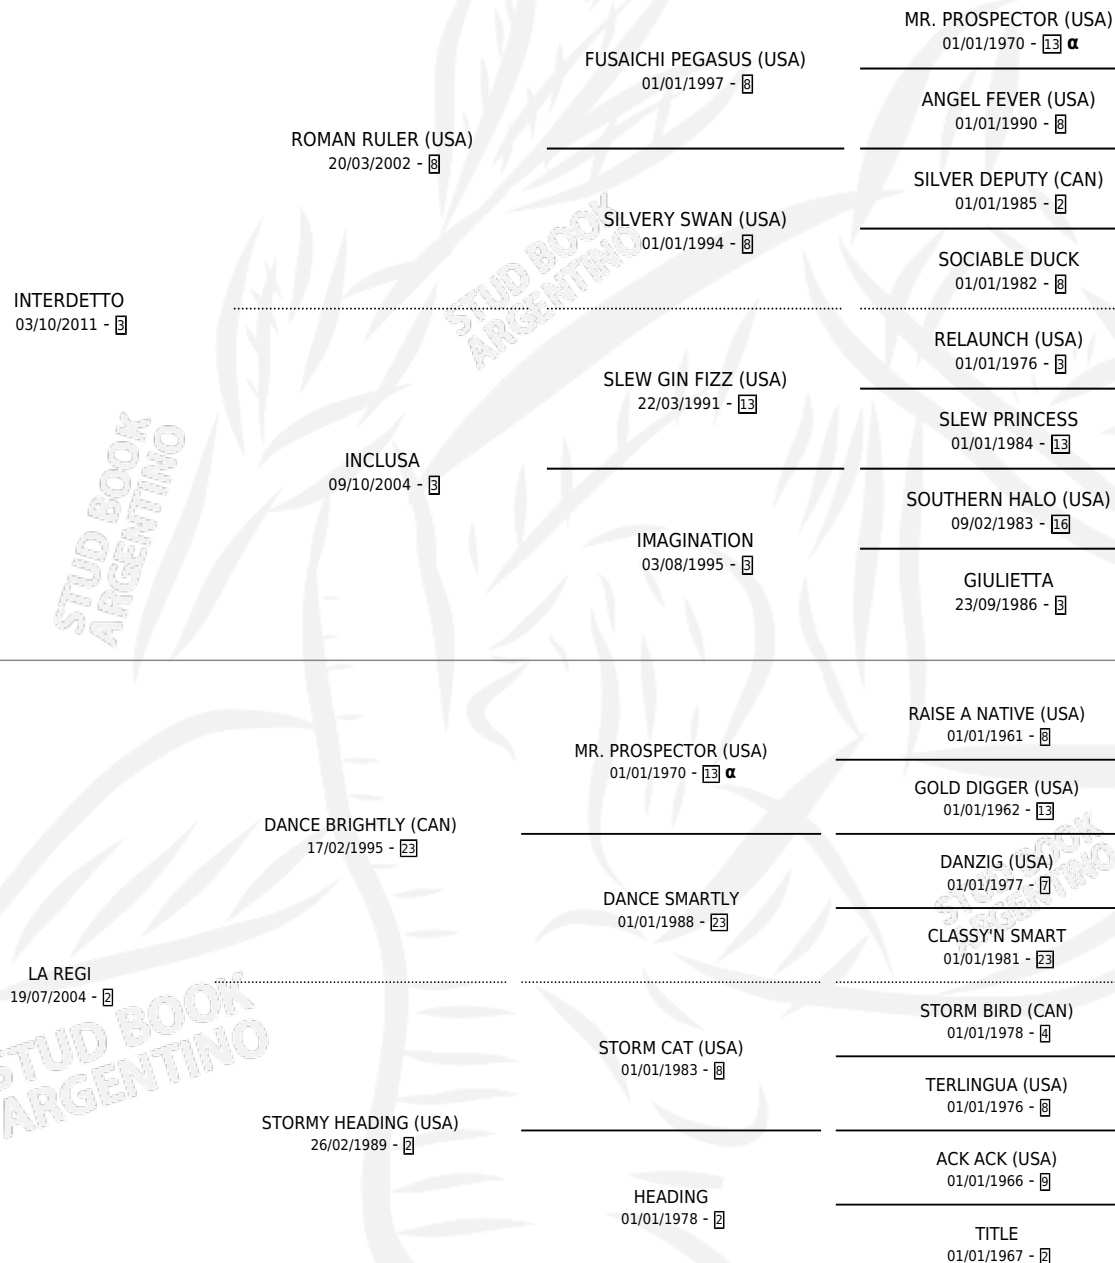 MR. PROSPECTOR (USA)
01/01/1970 - 13 α
FUSAICHI PEGASUS (USA)
01/01/1997 - 8
ANGEL FEVER (USA)
01/01/1990 - 8
ROMAN RULER (USA)
20/03/2002 - 8
SILVER DEPUTY (CAN)
01/01/1985 - 2
SILVERY SWAN (USA)
01/01/1994 - 8
SOCIABLE DUCK
01/01/1982 - 8
INTERDETTO
03/10/2011 - 3
RELAUNCH (USA)
01/01/1976 - 3
SLEW GIN FIZZ (USA)
22/03/1991 - 13
SLEW PRINCESS
01/01/1984 - 13
INCLUSA
09/10/2004 - 3
SOUTHERN HALO (USA)
09/02/1983 - 16
IMAGINATION
03/08/1995 - 3
GIULIETTA
23/09/1986 - 3
RAISE A NATIVE (USA)
01/01/1961 - 8
MR. PROSPECTOR (USA)
01/01/1970 - 13 α
GOLD DIGGER (USA)
01/01/1962 - 13
DANCE BRIGHTLY (CAN)
17/02/1995 - 23
DANZIG (USA)
01/01/1977 - 7
DANCE SMARTLY
01/01/1988 - 23
CLASSY'N SMART
01/01/1981 - 23
LA REGI
19/07/2004 - 2
STORM BIRD (CAN)
01/01/1978 - 4
STORM CAT (USA)
01/01/1983 - 8
TERLINGUA (USA)
01/01/1976 - 8
STORMY HEADING (USA)
26/02/1989 - 2
ACK ACK (USA)
01/01/1966 - 9
HEADING
01/01/1978 - 2
TITLE
01/01/1967 - 2
STUD BOOK
ARGENTINO
STUD BOOK
ARGENTINO
STUD BOOK
ARGENTINO
STUD BOOK
ARGENTINO